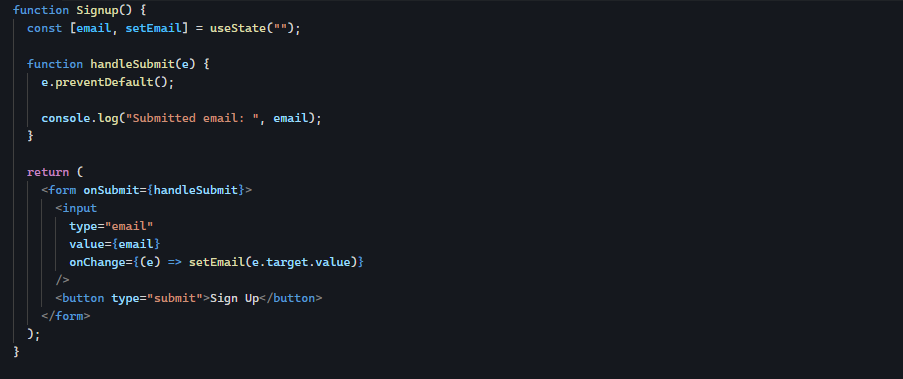 function Signup() {
  const [email, setEmail] = useState("");

  function handleSubmit(e) {
    e.preventDefault();

    console.log("Submitted email: ", email);
  }

  return (
    <form onSubmit={handleSubmit}>
      <input
        type="email"
        value={email}
        onChange={(e) => setEmail(e.target.value)}
      />
      <button type="submit">Sign Up</button>
    </form>
  );
}